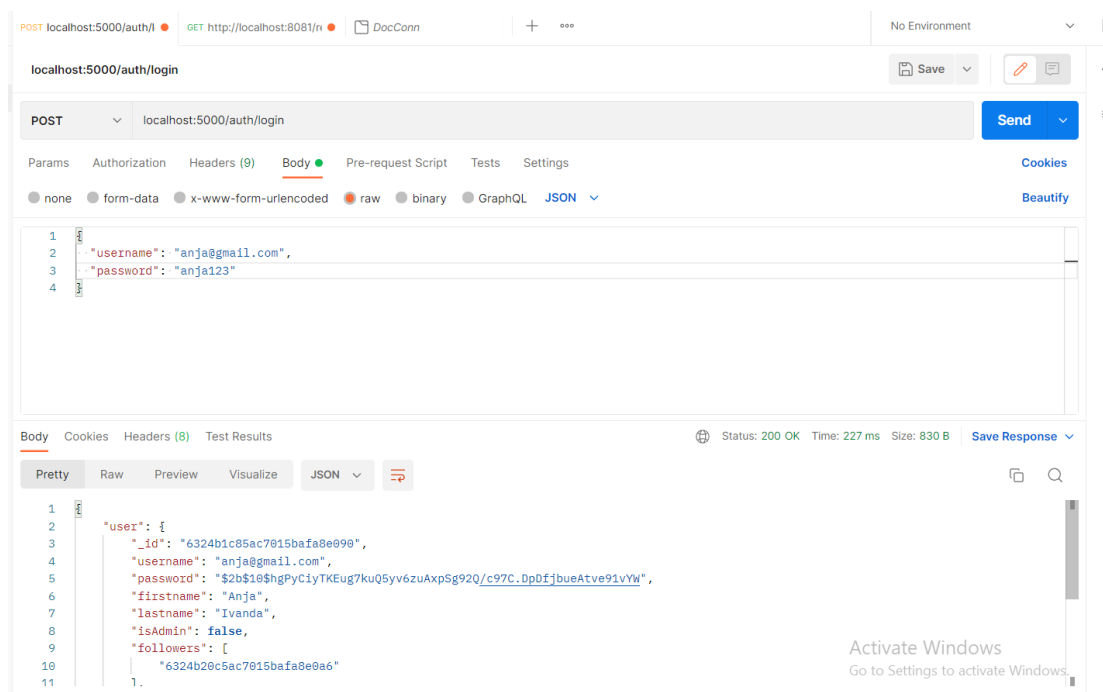 POST localhost:5000/auth/l GET http://localhost:8081/r DocConn No Environment
localhost:5000/auth/login Save
POST localhost:5000/auth/login Send
Params Authorization Headers (9) Body Pre-request Script Tests Settings Cookies
none form-data x-www-form-urlencoded raw binary GraphQL JSON Beautify
1 {
2 "username": "anja@gmail.com",
3 "password": "anja123"
4 }
Body Cookies Headers (8) Test Results Status: 200 OK Time: 227 ms Size: 830 B Save Response
Pretty Raw Preview Visualize JSON
1 {
2 "user": {
3 "_id": "6324b1c85ac7015bafa8e090",
4 "username": "anja@gmail.com",
5 "password": "$2b$10$hgPyCiyTKEug7kuQ5yv6zuAxpSg92Q/c97C.DpDfjbueAtve91vYW",
6 "firstname": "Anja",
7 "lastname": "Ivanda",
8 "isAdmin": false,
9 "followers": [
10 "6324b20c5ac7015bafa8e0a6"
11 ],
Activate Windows
Go to Settings to activate Windows.